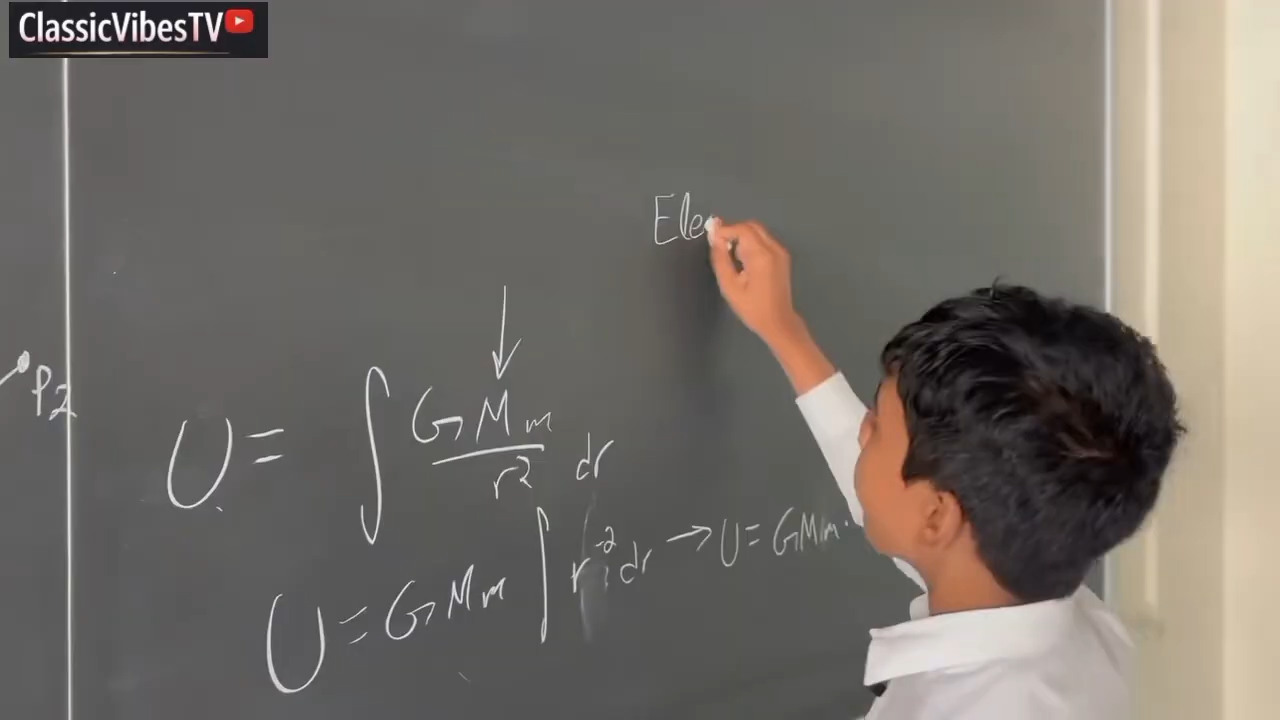 ClassicVibesTV
Ele
P2
U = ∫ GMm/r² dr
U = GMm ∫ r⁻² dr → U = GMm ·